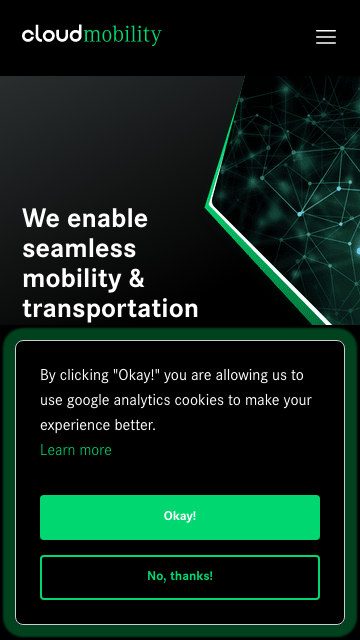 cloudmobility
We enable
seamless
mobility &
transportation
By clicking "Okay!" you are allowing us to
use google analytics cookies to make your
experience better.
Learn more
Okay!
No, thanks!